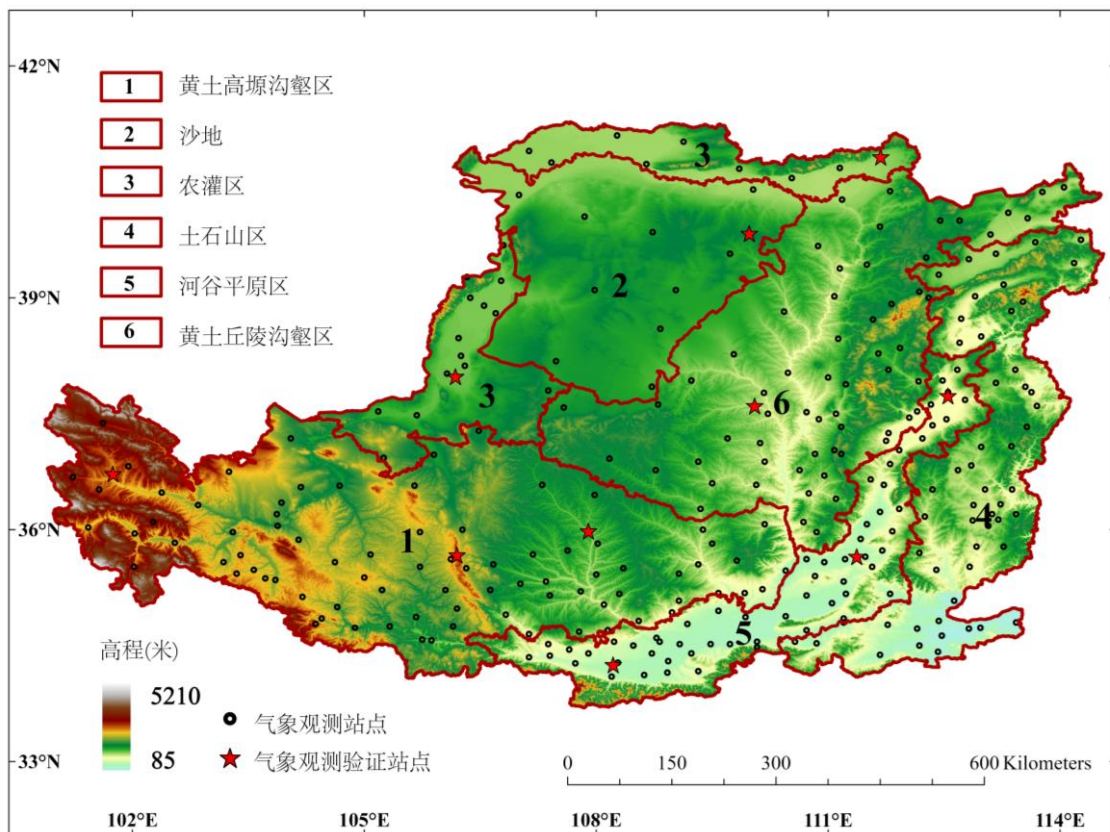 42°N
39°N
36°N
33°N
1 黄土高塬沟壑区
2 沙地
3 农灌区
4 土石山区
5 河谷平原区
6 黄土丘陵沟壑区
3
2
3
6
1
4
5
高程(米)
5210
85
气象观测站点
气象观测验证站点
0 150 300 600 Kilometers
102°E 105°E 108°E 111°E 114°E